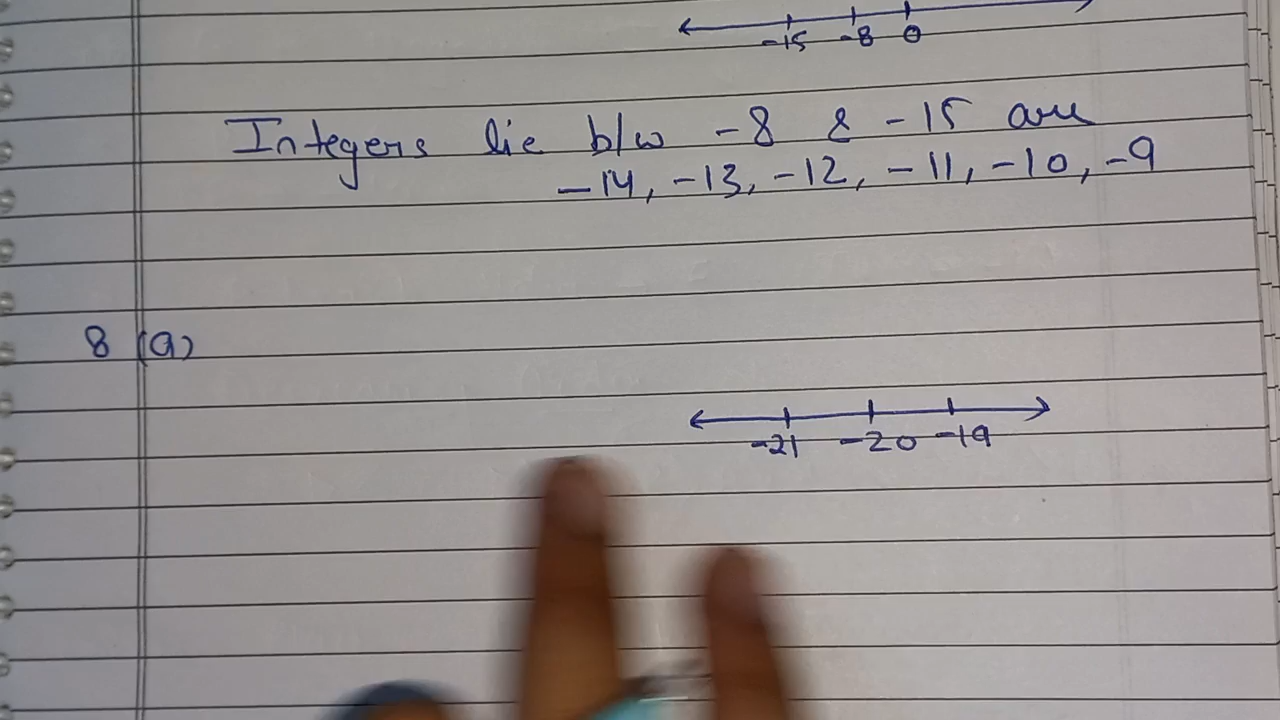 -15 -8 0
Integers lie b/w -8 & -15 are
-14, -13, -12, -11, -10, -9
8 (a)
-21 -20 -19